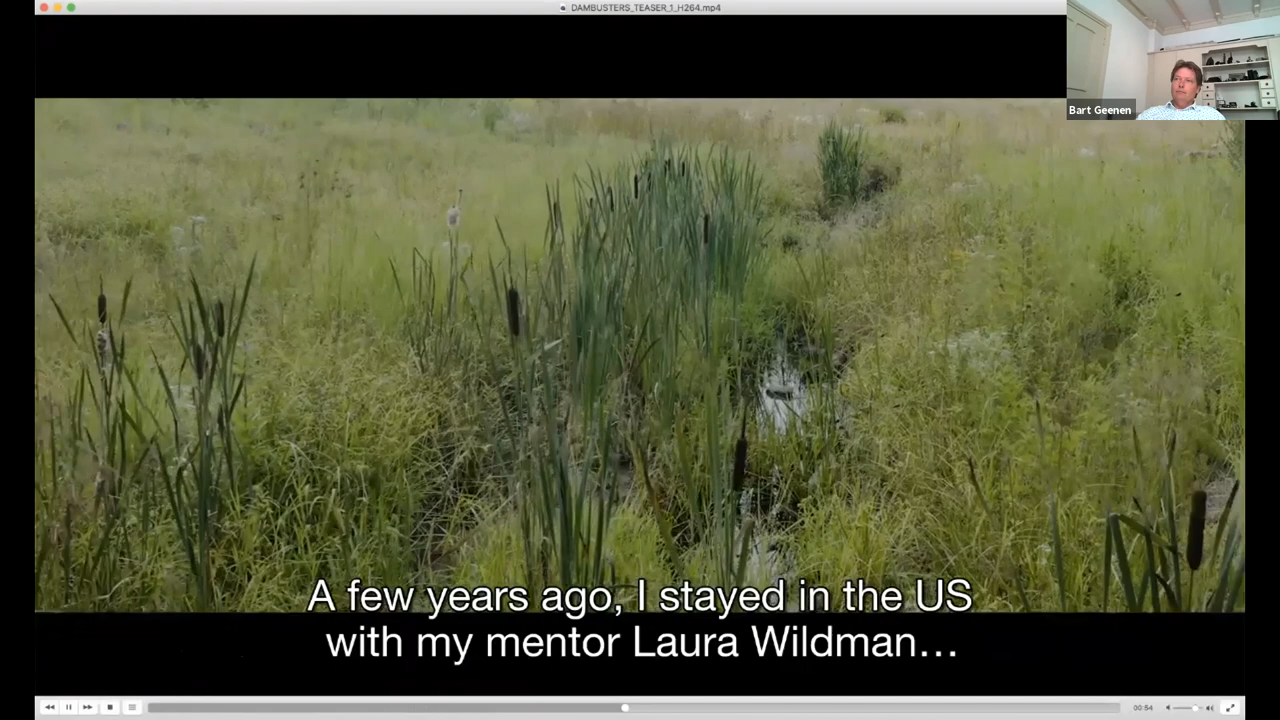 DAMBUSTERS_TEASER_1_H264.mp4
Bart Geenen
A few years ago, I stayed in the US
with my mentor Laura Wildman...
00:54